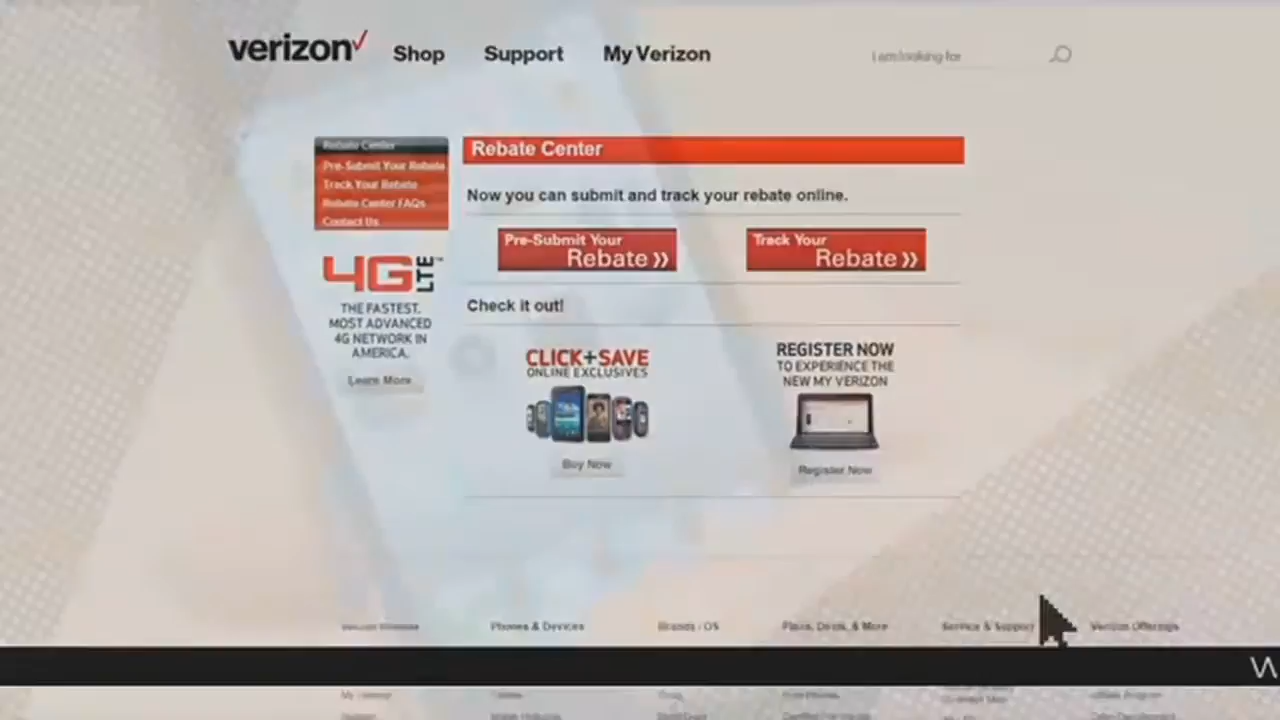 verizon✓
Shop
Support
My Verizon
I am looking for
Rebate Center
Pre-Submit Your Rebate
Track Your Rebate
Rebate Center FAQs
Contact Us
Rebate Center
Now you can submit and track your rebate online.
Pre-Submit Your
Rebate »
Track Your
Rebate »
4G LTE™
THE FASTEST,
MOST ADVANCED
4G NETWORK IN
AMERICA.
Learn More
Check it out!
CLICK+SAVE
ONLINE EXCLUSIVES
Buy Now
REGISTER NOW
TO EXPERIENCE THE
NEW MY VERIZON
Register Now
Verizon Wireless
Phones & Devices
Brands / OS
Plans, Deals, & More
Service & Support
Verizon Offerings